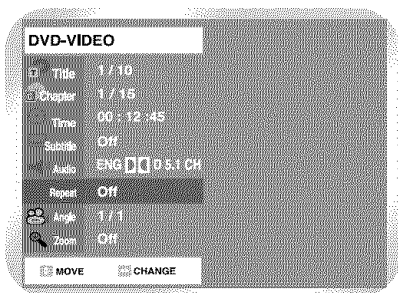 DVD-VIDEO
Title 1 / 10
Chapter 1 / 15
Time 00 : 12 :45
Subtitle Off
Audio ENG D 5.1 CH
Repeat Off
Angle 1 / 1
Zoom Off
MOVE CHANGE